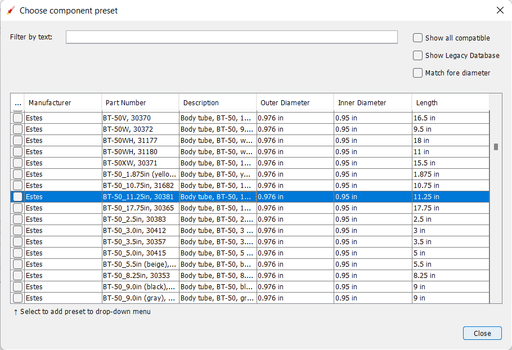 Choose component preset
Filter by text:
Show all compatible
Show Legacy Database
Match fore diameter
... Manufacturer Part Number Description Outer Diameter Inner Diameter Length
Estes BT-50V, 30370 Body tube, BT-50, 1... 0.976 in 0.95 in 16.5 in
Estes BT-50W, 30372 Body tube, BT-50, 9.... 0.976 in 0.95 in 9.5 in
Estes BT-50WH, 31177 Body tube, BT-50, w... 0.976 in 0.95 in 18 in
Estes BT-50WH, 31180 Body tube, BT-50, w... 0.976 in 0.95 in 11 in
Estes BT-50XW, 30371 Body tube, BT-50, 1... 0.976 in 0.95 in 15.5 in
Estes BT-50_1.875in (yello... Body tube, BT-50, 1.... 0.976 in 0.95 in 1.875 in
Estes BT-50_10.75in, 31682 Body tube, BT-50, 1... 0.976 in 0.95 in 10.75 in
Estes BT-50_11.25in, 30381 Body tube, BT-50, 1... 0.976 in 0.95 in 11.25 in
Estes BT-50_17.75in, 30365 Body tube, BT-50, 1... 0.976 in 0.95 in 17.75 in
Estes BT-50_2.5in, 30383 Body tube, BT-50, 2.... 0.976 in 0.95 in 2.5 in
Estes BT-50_3.0in, 30412 Body tube, BT-50, 3.... 0.976 in 0.95 in 3 in
Estes BT-50_3.5in, 30357 Body tube, BT-50, 3.... 0.976 in 0.95 in 3.5 in
Estes BT-50_5.0in, 30415 Body tube, BT-50, 5.... 0.976 in 0.95 in 5 in
Estes BT-50_5.5in (beige),... Body tube, BT-50, b... 0.976 in 0.95 in 5.5 in
Estes BT-50_8.25in, 30353 Body tube, BT-50, 8.... 0.976 in 0.95 in 8.25 in
Estes BT-50_9.0in (black),... Body tube, BT-50, bl... 0.976 in 0.95 in 9 in
Estes BT-50_9.0in (gray), ... Body tube, BT-50, gr... 0.976 in 0.95 in 9 in
↑ Select to add preset to drop-down menu
Close